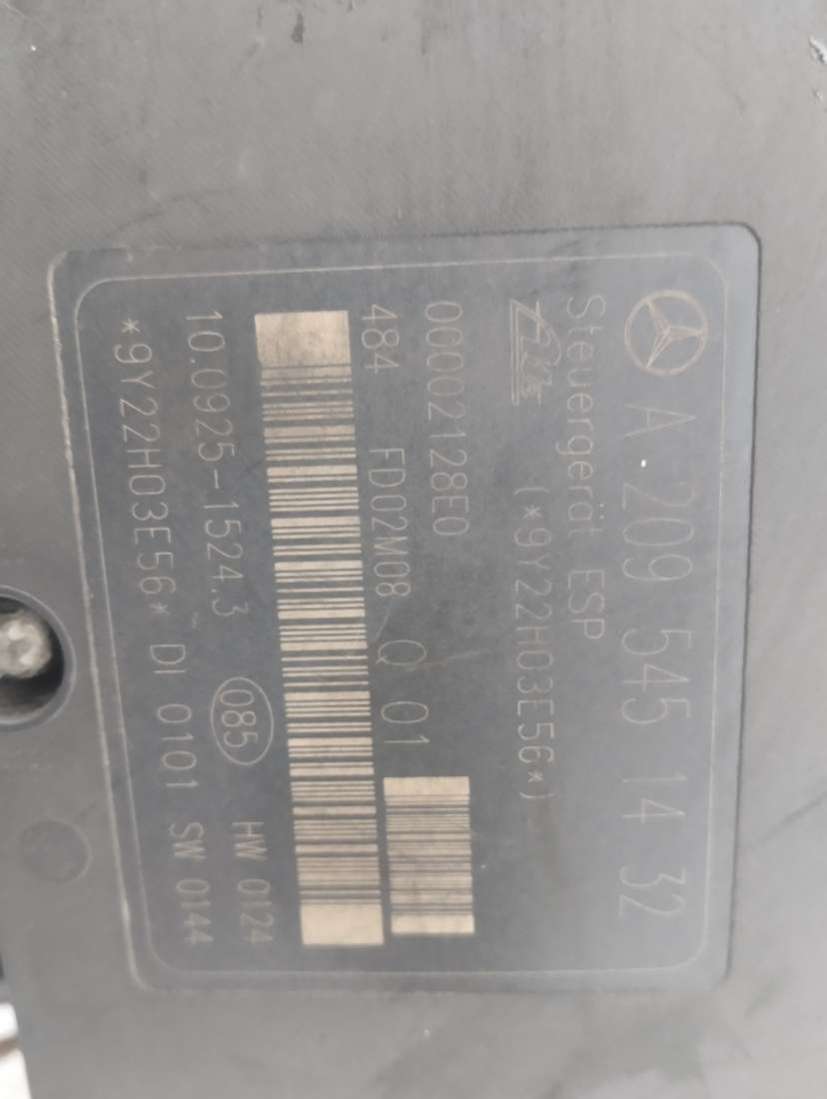 A 209 545 14 32
Steuergerät ESP
(*9Y22H03E56*)
00002128E0
484 FD02M08 Q 01
10.0925-1524.3 085 HW 0124
*9Y22H03E56* DI 0101 SW 0144